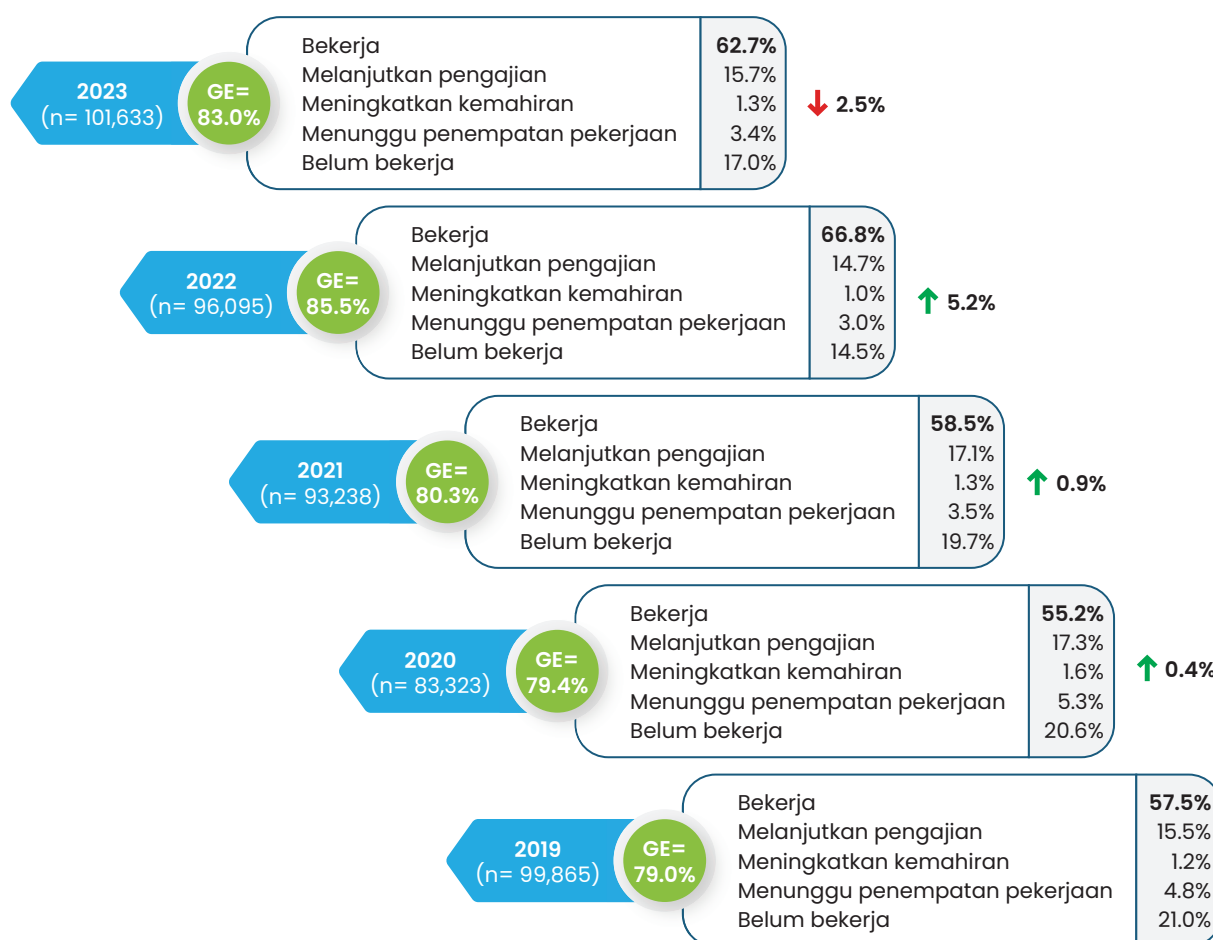 2023
(n= 101,633)
GE=
83.0%
Bekerja 62.7%
Melanjutkan pengajian 15.7%
Meningkatkan kemahiran 1.3%
Menunggu penempatan pekerjaan 3.4%
Belum bekerja 17.0%
2.5%
2022
(n= 96,095)
GE=
85.5%
Bekerja 66.8%
Melanjutkan pengajian 14.7%
Meningkatkan kemahiran 1.0%
Menunggu penempatan pekerjaan 3.0%
Belum bekerja 14.5%
5.2%
2021
(n= 93,238)
GE=
80.3%
Bekerja 58.5%
Melanjutkan pengajian 17.1%
Meningkatkan kemahiran 1.3%
Menunggu penempatan pekerjaan 3.5%
Belum bekerja 19.7%
0.9%
2020
(n= 83,323)
GE=
79.4%
Bekerja 55.2%
Melanjutkan pengajian 17.3%
Meningkatkan kemahiran 1.6%
Menunggu penempatan pekerjaan 5.3%
Belum bekerja 20.6%
0.4%
2019
(n= 99,865)
GE=
79.0%
Bekerja 57.5%
Melanjutkan pengajian 15.5%
Meningkatkan kemahiran 1.2%
Menunggu penempatan pekerjaan 4.8%
Belum bekerja 21.0%